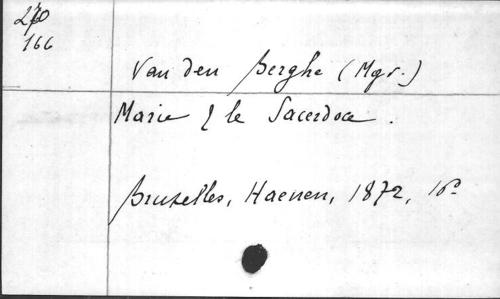 270
166
Van den Berghe (Mgr.)
Marie & le Sacerdoce.
Bruxelles, Haenen, 1872, 16°